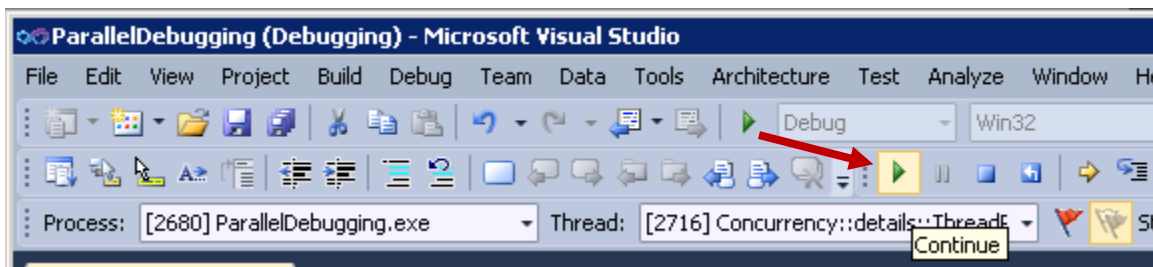 ParallelDebugging (Debugging) - Microsoft Visual Studio
File Edit View Project Build Debug Team Data Tools Architecture Test Analyze Window
Debug Win32
Process: [2680] ParallelDebugging.exe Thread: [2716] Concurrency::details::
Continue